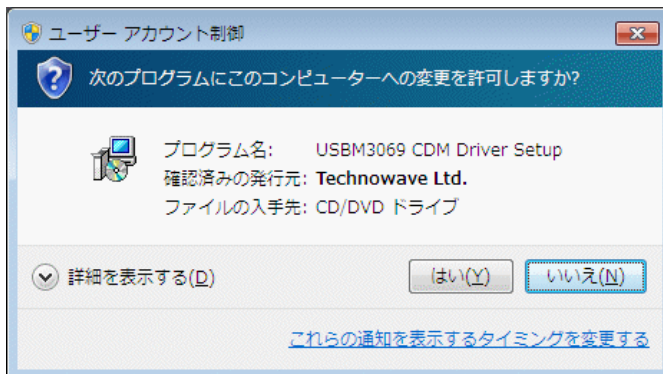 ユーザー アカウント制御
次のプログラムにこのコンピューターへの変更を許可しますか?
プログラム名: USBM3069 CDM Driver Setup
確認済みの発行元: Technowave Ltd.
ファイルの入手先: CD/DVD ドライブ
詳細を表示する(D) はい(Y) いいえ(N)
これらの通知を表示するタイミングを変更する